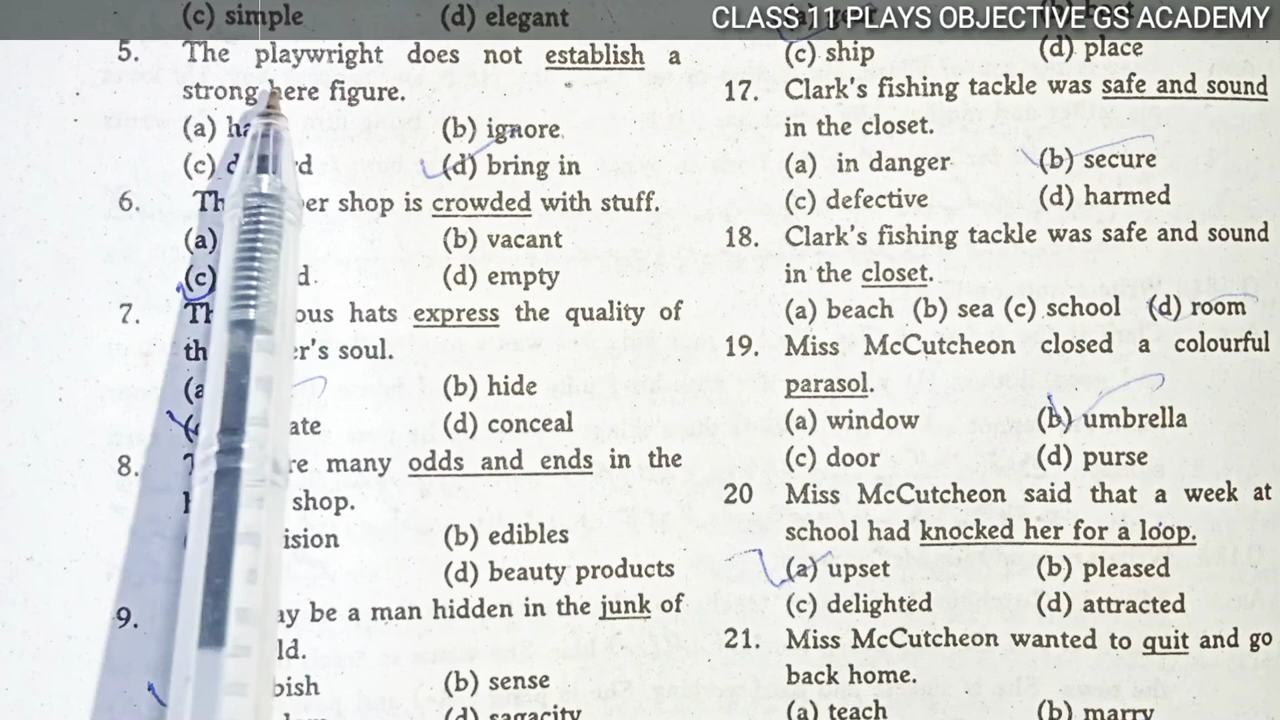 (c) simple (d) elegant
5. The playwright does not establish a
strong here figure.
(a) (b) ignore
(c) (d) bring in
6. shop is crowded with stuff.
(a) (b) vacant
(c) (d) empty
7. hats express the quality of
soul.
(b) hide
(d) conceal
8. many odds and ends in the
shop.
(b) edibles
(d) beauty products
9. be a man hidden in the junk of
(b) sense
(d) sagacity
CLASS 11 PLAYS OBJECTIVE GS ACADEMY
(c) ship (d) place
17. Clark's fishing tackle was safe and sound
in the closet.
(a) in danger (b) secure
(c) defective (d) harmed
18. Clark's fishing tackle was safe and sound
in the closet.
(a) beach (b) sea (c) school (d) room
19. Miss McCutcheon closed a colourful
parasol.
(a) window (b) umbrella
(c) door (d) purse
20 Miss McCutcheon said that a week at
school had knocked her for a loop.
(a) upset (b) pleased
(c) delighted (d) attracted
21. Miss McCutcheon wanted to quit and go
back home.
(a) teach (b) marry